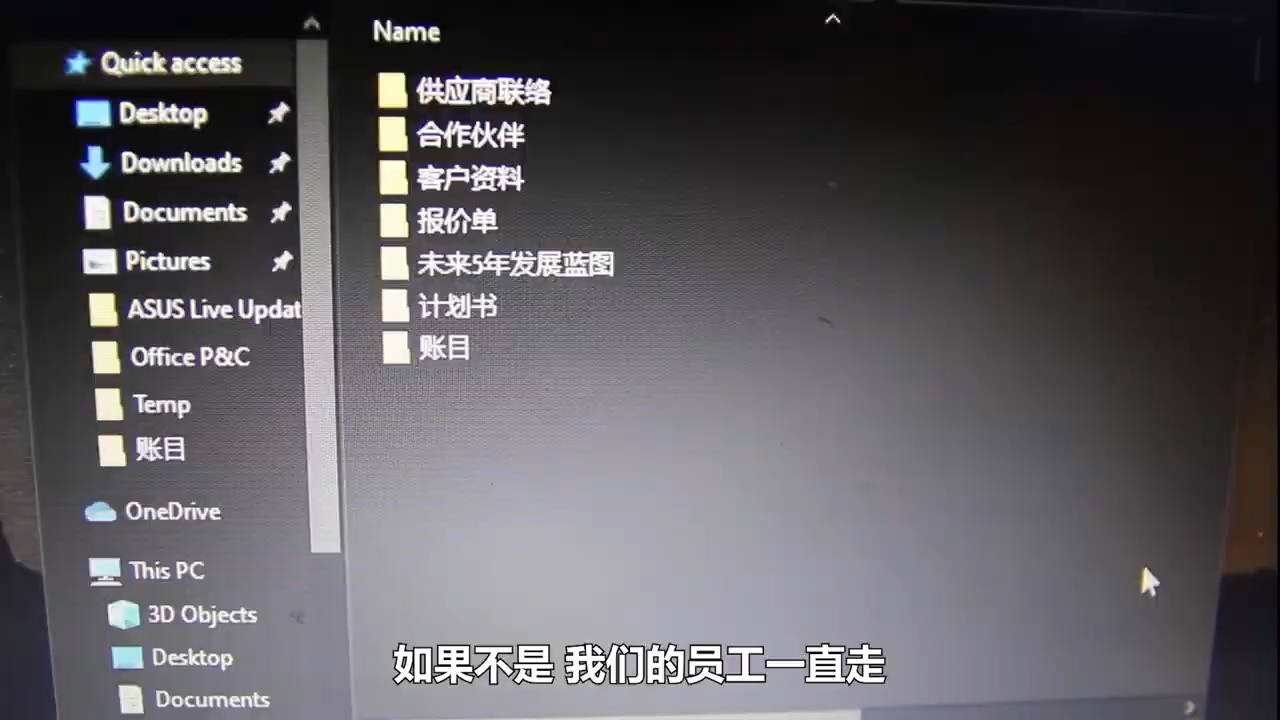 Quick access
Desktop
Downloads
Documents
Pictures
ASUS Live Updat
Office P&C
Temp
账目
OneDrive
This PC
3D Objects
Desktop
Documents
Name
供应商联络
合作伙伴
客户资料
报价单
未来5年发展蓝图
计划书
账目
如果不是 我们的员工一直走